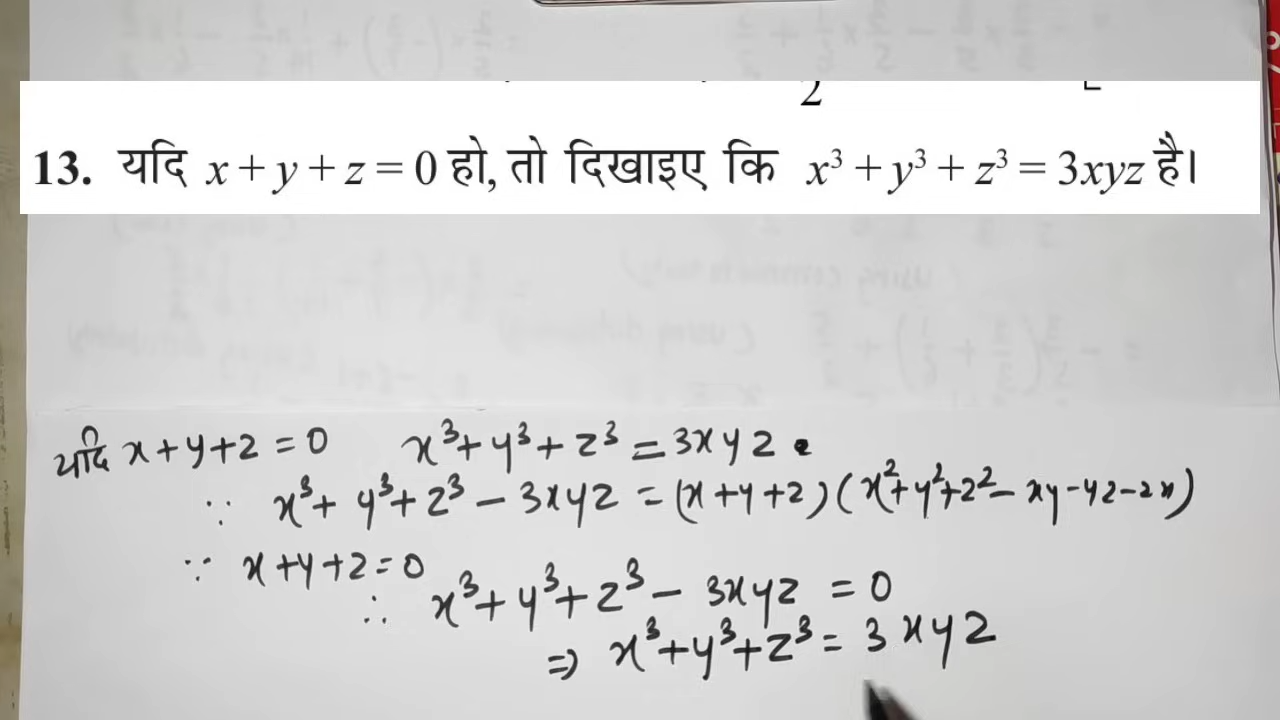 13. यदि x + y + z = 0 हो, तो दिखाइए कि x³ + y³ + z³ = 3xyz है।
यदि x+y+z = 0 x³+y³+z³ = 3xyz.
∵ x³+ y³+z³ – 3xyz = (x+y+z)(x²+y²+z²– xy–yz–zx)
∵ x+y+z=0
∴ x³+y³+z³ – 3xyz = 0
⇒ x³+y³+z³ = 3xyz